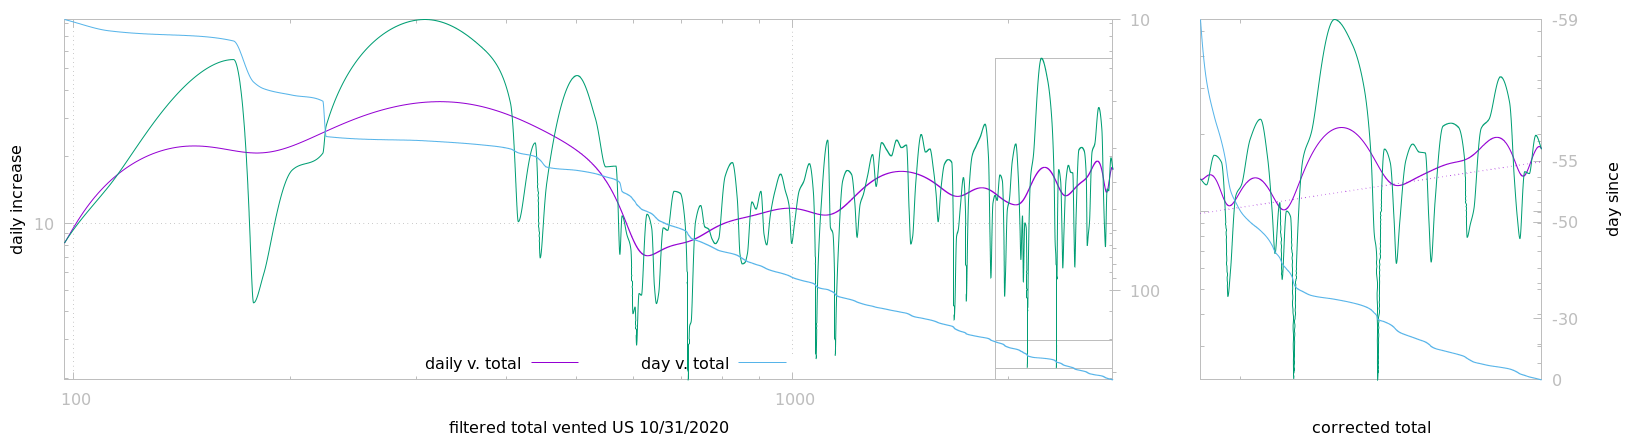 10
-59
daily increase
10
daily v. total
day v. total
100
-55
-50
-30
0
day since
100
1000
filtered total vented US 10/31/2020
corrected total